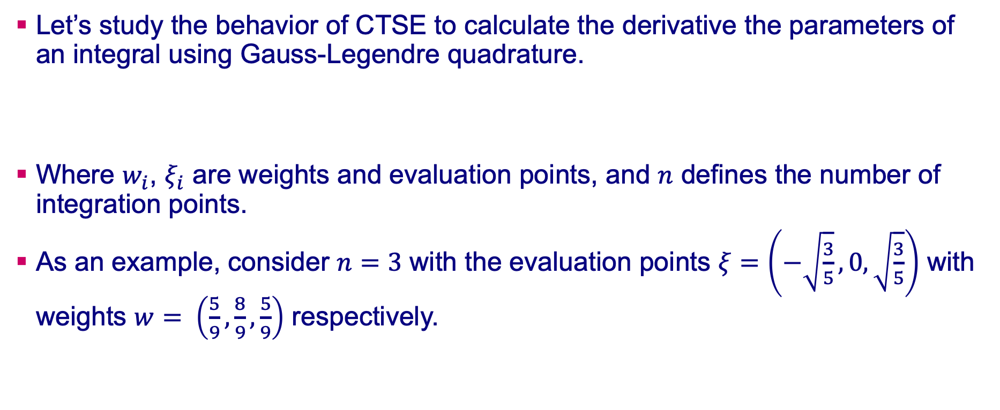 ▪ Let’s study the behavior of CTSE to calculate the derivative the parameters of
an integral using Gauss-Legendre quadrature.
▪ Where $w_i$, $\xi_i$ are weights and evaluation points, and $n$ defines the number of
integration points.
▪ As an example, consider $n = 3$ with the evaluation points $\xi = \left(-\sqrt{\frac{3}{5}}, 0, \sqrt{\frac{3}{5}}\right)$ with
weights $w = \left(\frac{5}{9}, \frac{8}{9}, \frac{5}{9}\right)$ respectively.